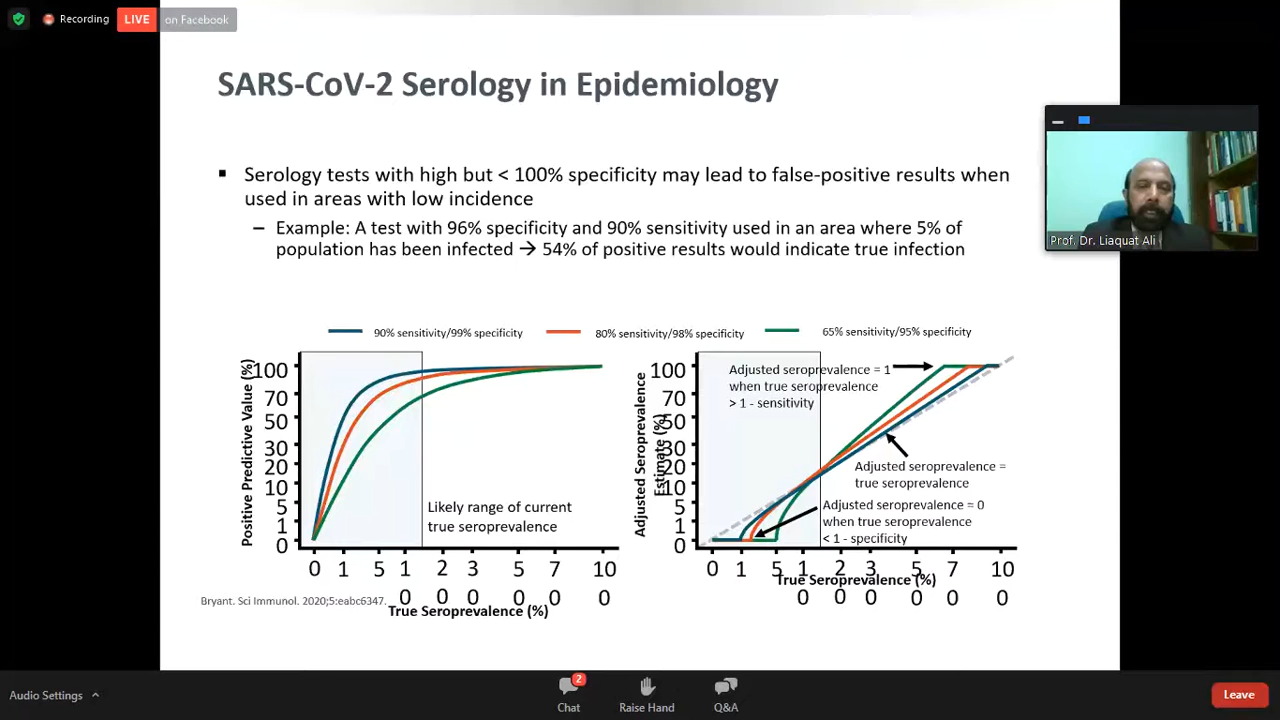 Recording
LIVE
on Facebook
SARS-CoV-2 Serology in Epidemiology
Serology tests with high but < 100% specificity may lead to false-positive results when
used in areas with low incidence
– Example: A test with 96% specificity and 90% sensitivity used in an area where 5% of
population has been infected → 54% of positive results would indicate true infection
Prof. Dr. Liaquat Ali
90% sensitivity/99% specificity
80% sensitivity/98% specificity
65% sensitivity/95% specificity
Positive Predictive Value (%)
100
70
50
30
20
10
5
1
0
Likely range of current
true seroprevalence
0 1 5 1 2 3 5 7 10
0 0 0 0 0 0
True Seroprevalence (%)
Adjusted Seroprevalence
Estimate (%)
100
70
50
30
20
10
5
1
0
Adjusted seroprevalence = 1
when true seroprevalence
> 1 - sensitivity
Adjusted seroprevalence =
true seroprevalence
Adjusted seroprevalence = 0
when true seroprevalence
< 1 - specificity
0 1 5 1 2 3 5 7 10
0 0 0 0 0 0
True Seroprevalence (%)
Bryant. Sci Immunol. 2020;5:eabc6347.
Audio Settings
2
Chat
Raise Hand
Q&A
Leave